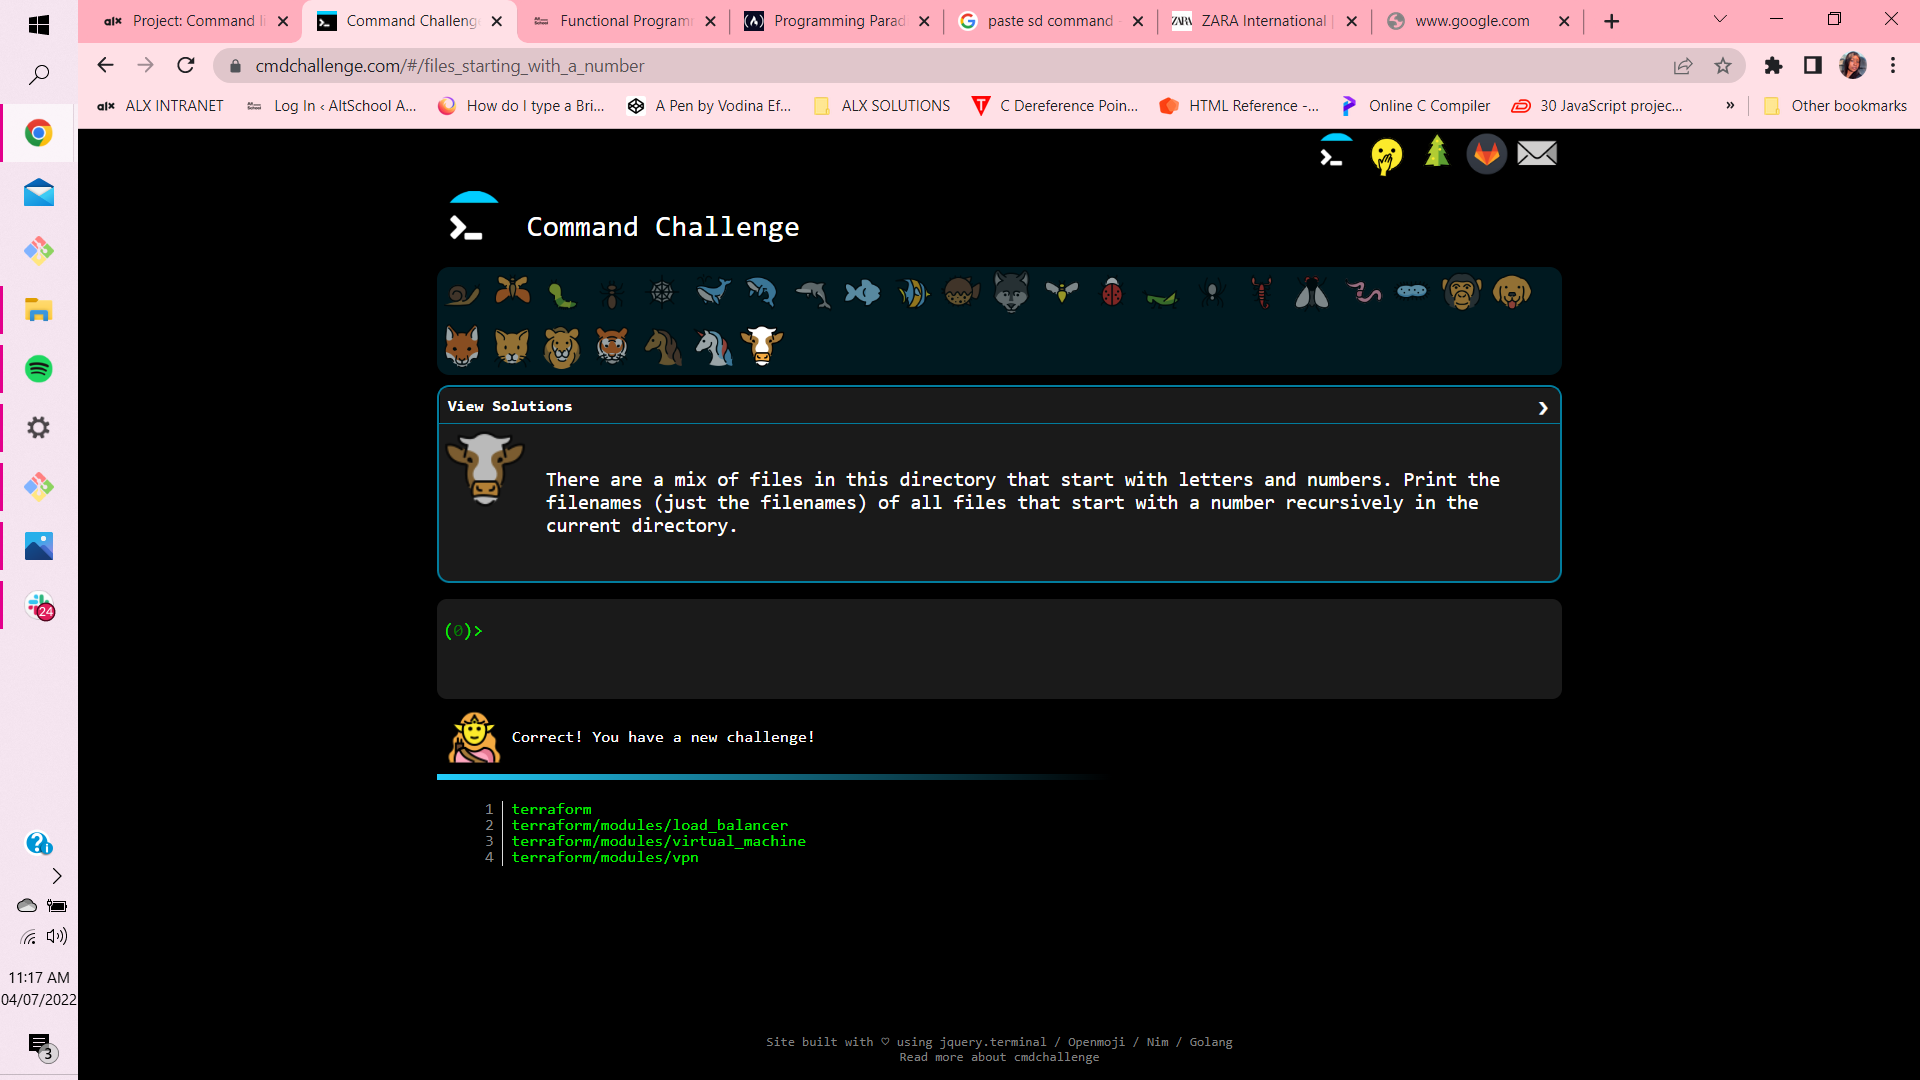 alx Project: Command li
Command Challenge
Functional Programm
Programming Parad
paste sd command -
ZARA ZARA International |
www.google.com
cmdchallenge.com/#/files_starting_with_a_number
alx ALX INTRANET
Log In ‹ AltSchool A...
How do I type a Bri...
A Pen by Vodina Ef...
ALX SOLUTIONS
C Dereference Poin...
HTML Reference -...
Online C Compiler
30 JavaScript projec...
»
Other bookmarks
Command Challenge
View Solutions
There are a mix of files in this directory that start with letters and numbers. Print the
filenames (just the filenames) of all files that start with a number recursively in the
current directory.
(0)>
Correct! You have a new challenge!
1 terraform
2 terraform/modules/load_balancer
3 terraform/modules/virtual_machine
4 terraform/modules/vpn
Site built with ♡ using jquery.terminal / Openmoji / Nim / Golang
Read more about cmdchallenge
24
11:17 AM
04/07/2022
3